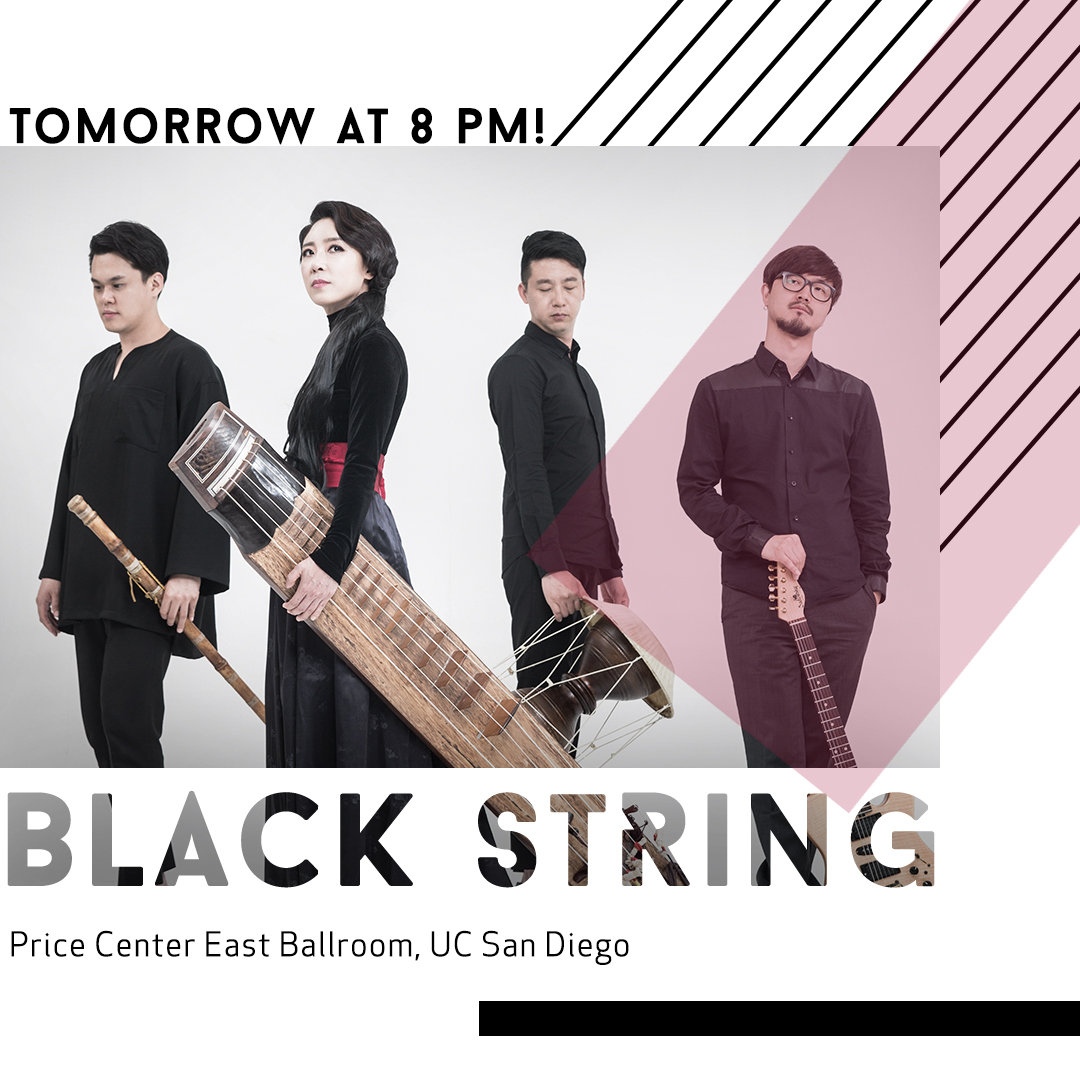 TOMORROW AT 8 PM!
BLACK STRING
Price Center East Ballroom, UC San Diego